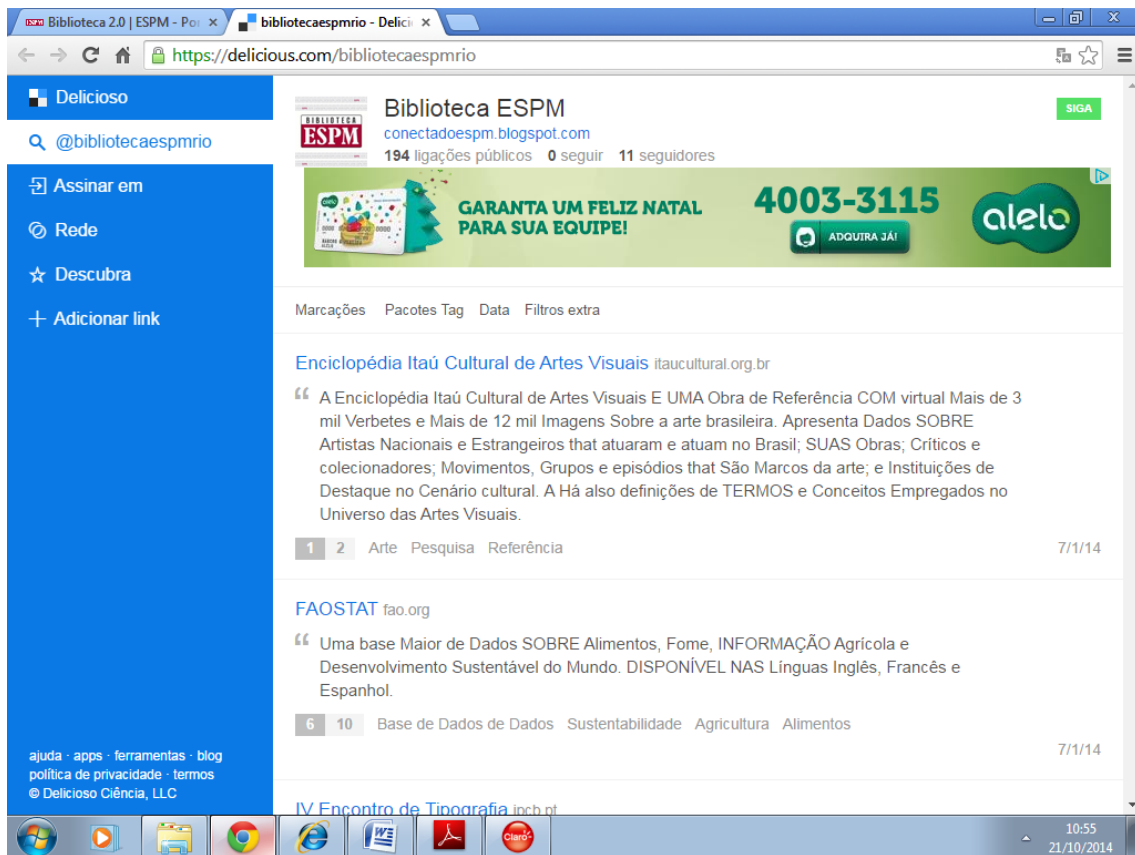 Biblioteca 2.0 | ESPM - Por
bibliotecaespmrio - Delici
https://delicious.com/bibliotecaespmrio
Delicioso
@bibliotecaespmrio
Assinar em
Rede
Descubra
Adicionar link
ajuda · apps · ferramentas · blog
política de privacidade · termos
© Delicioso Ciência, LLC
BIBLIOTECA
ESPM
Biblioteca ESPM
conectadoespm.blogspot.com
194 ligações públicos 0 seguir 11 seguidores
SIGA
GARANTA UM FELIZ NATAL
PARA SUA EQUIPE!
4003-3115
ADQUIRA JÁ!
alelo
Marcações Pacotes Tag Data Filtros extra
Enciclopédia Itaú Cultural de Artes Visuais itaucultural.org.br
“ A Enciclopédia Itaú Cultural de Artes Visuais E UMA Obra de Referência COM virtual Mais de 3
mil Verbetes e Mais de 12 mil Imagens Sobre a arte brasileira. Apresenta Dados SOBRE
Artistas Nacionais e Estrangeiros that atuaram e atuam no Brasil; SUAS Obras; Críticos e
colecionadores; Movimentos, Grupos e episódios that São Marcos da arte; e Instituições de
Destaque no Cenário cultural. A Há also definições de TERMOS e Conceitos Empregados no
Universo das Artes Visuais.
1 2 Arte Pesquisa Referência 7/1/14
FAOSTAT fao.org
“ Uma base Maior de Dados SOBRE Alimentos, Fome, INFORMAÇÃO Agrícola e
Desenvolvimento Sustentável do Mundo. DISPONÍVEL NAS Línguas Inglês, Francês e
Espanhol.
6 10 Base de Dados de Dados Sustentabilidade Agricultura Alimentos
7/1/14
IV Encontro de Tipografia ipcb.pt
Claro
10:55
21/10/2014